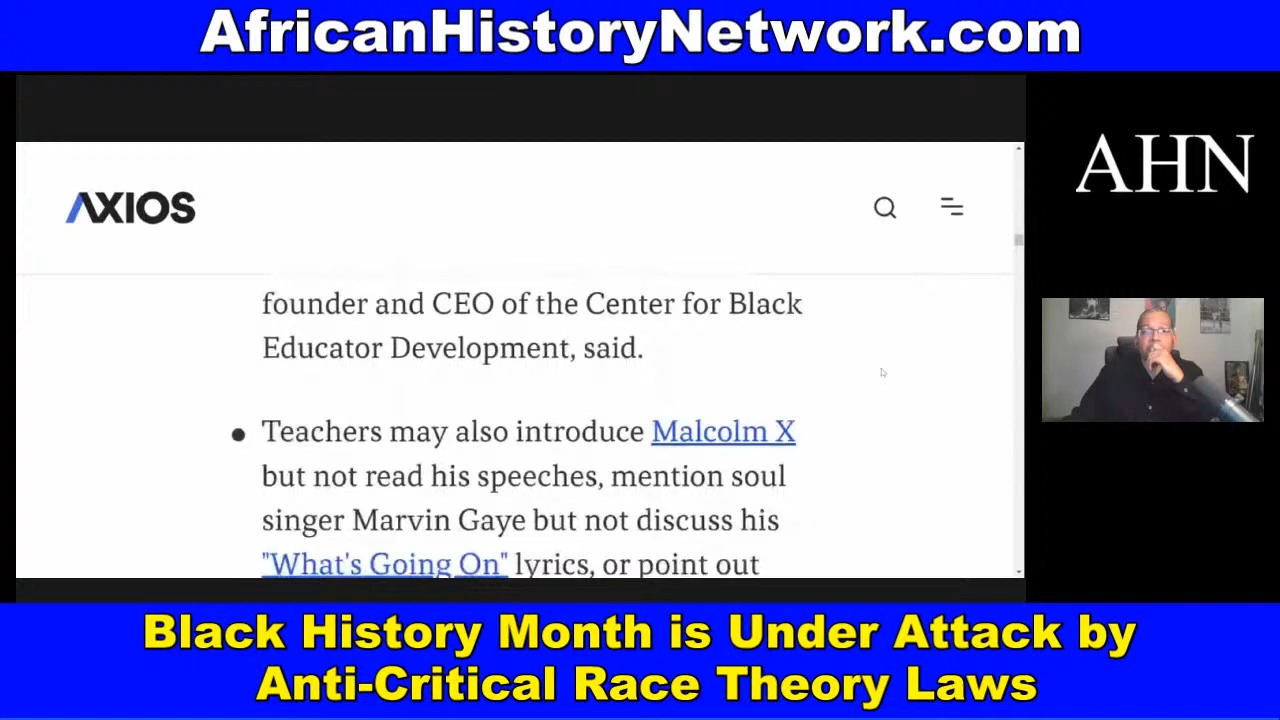 AfricanHistoryNetwork.com
AHN
AXIOS
founder and CEO of the Center for Black
Educator Development, said.
● Teachers may also introduce Malcolm X
but not read his speeches, mention soul
singer Marvin Gaye but not discuss his
"What's Going On" lyrics, or point out
Black History Month is Under Attack by
Anti-Critical Race Theory Laws